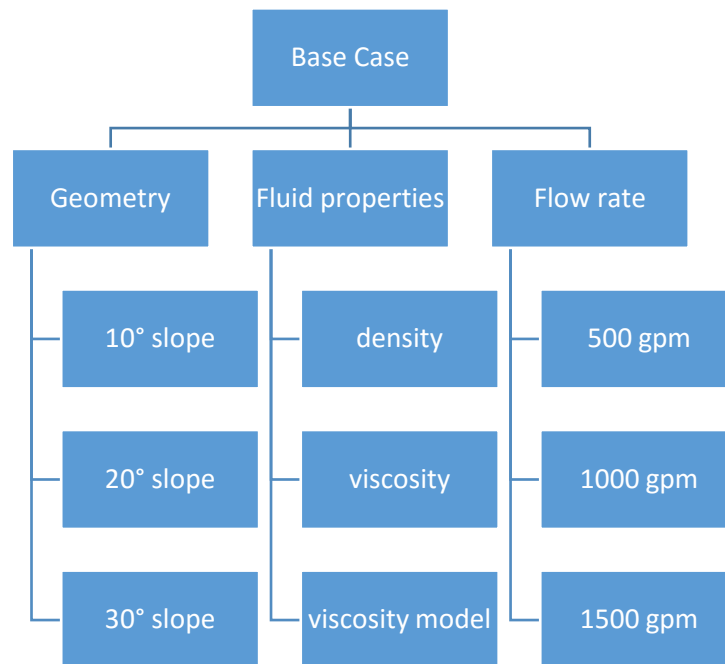 Base Case
Geometry
Fluid properties
Flow rate
10° slope
density
500 gpm
20° slope
viscosity
1000 gpm
30° slope
viscosity model
1500 gpm